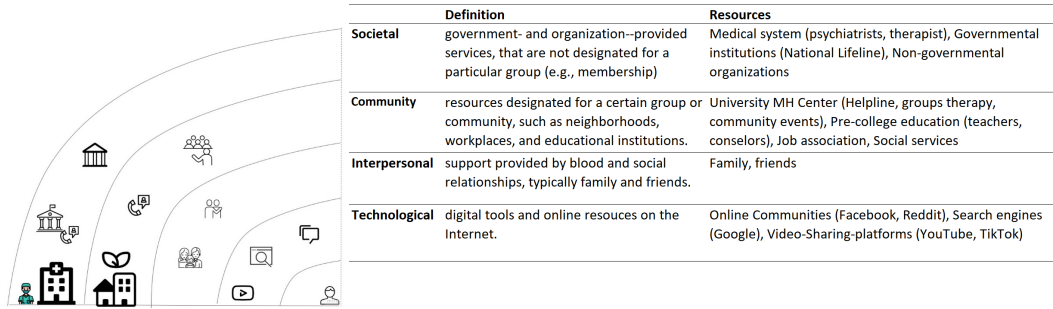 Definition Resources
Societal government- and organization--provided Medical system (psychiatrists, therapist), Governmental
services, that are not designated for a institutions (National Lifeline), Non-governmental
particular group (e.g., membership) organizations
Community resources designated for a certain group or University MH Center (Helpline, groups therapy,
community, such as neighborhoods, community events), Pre-college education (teachers,
workplaces, and educational institutions. conselors), Job association, Social services
Interpersonal support provided by blood and social Family, friends
relationships, typically family and friends.
Technological digital tools and online resouces on the Online Communities (Facebook, Reddit), Search engines
Internet. (Google), Video-Sharing-platforms (YouTube, TikTok)